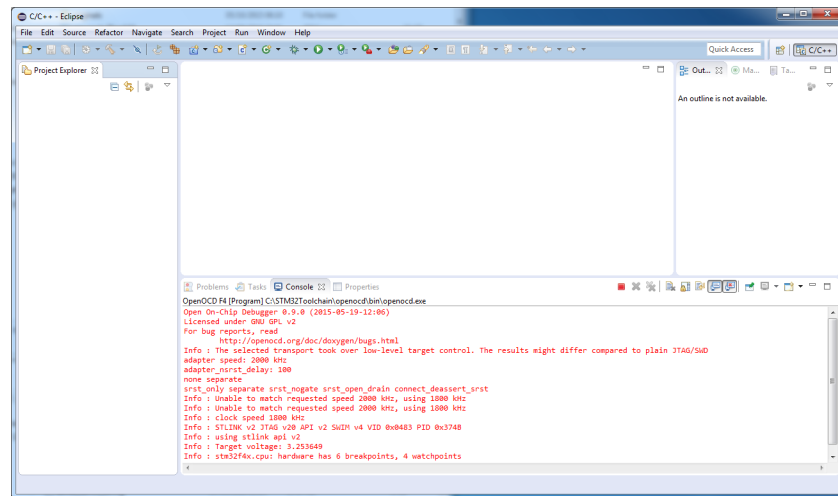 C/C++ - Eclipse
File Edit Source Refactor Navigate Search Project Run Window Help
Quick Access
C/C++
Project Explorer
Out... Ma... Ta...
An outline is not available.
Problems Tasks Console Properties
OpenOCD F4 [Program] C:\STM32Toolchain\openocd\bin\openocd.exe
Open On-Chip Debugger 0.9.0 (2015-05-19-12:06)
Licensed under GNU GPL v2
For bug reports, read
http://openocd.org/doc/doxygen/bugs.html
Info : The selected transport took over low-level target control. The results might differ compared to plain JTAG/SWD
adapter speed: 2000 kHz
adapter_nsrst_delay: 100
none separate
srst_only separate srst_nogate srst_open_drain connect_deassert_srst
Info : Unable to match requested speed 2000 kHz, using 1800 kHz
Info : Unable to match requested speed 2000 kHz, using 1800 kHz
Info : clock speed 1800 kHz
Info : STLINK v2 JTAG v20 API v2 SWIM v4 VID 0x0483 PID 0x3748
Info : using stlink api v2
Info : Target voltage: 3.253649
Info : stm32f4x.cpu: hardware has 6 breakpoints, 4 watchpoints